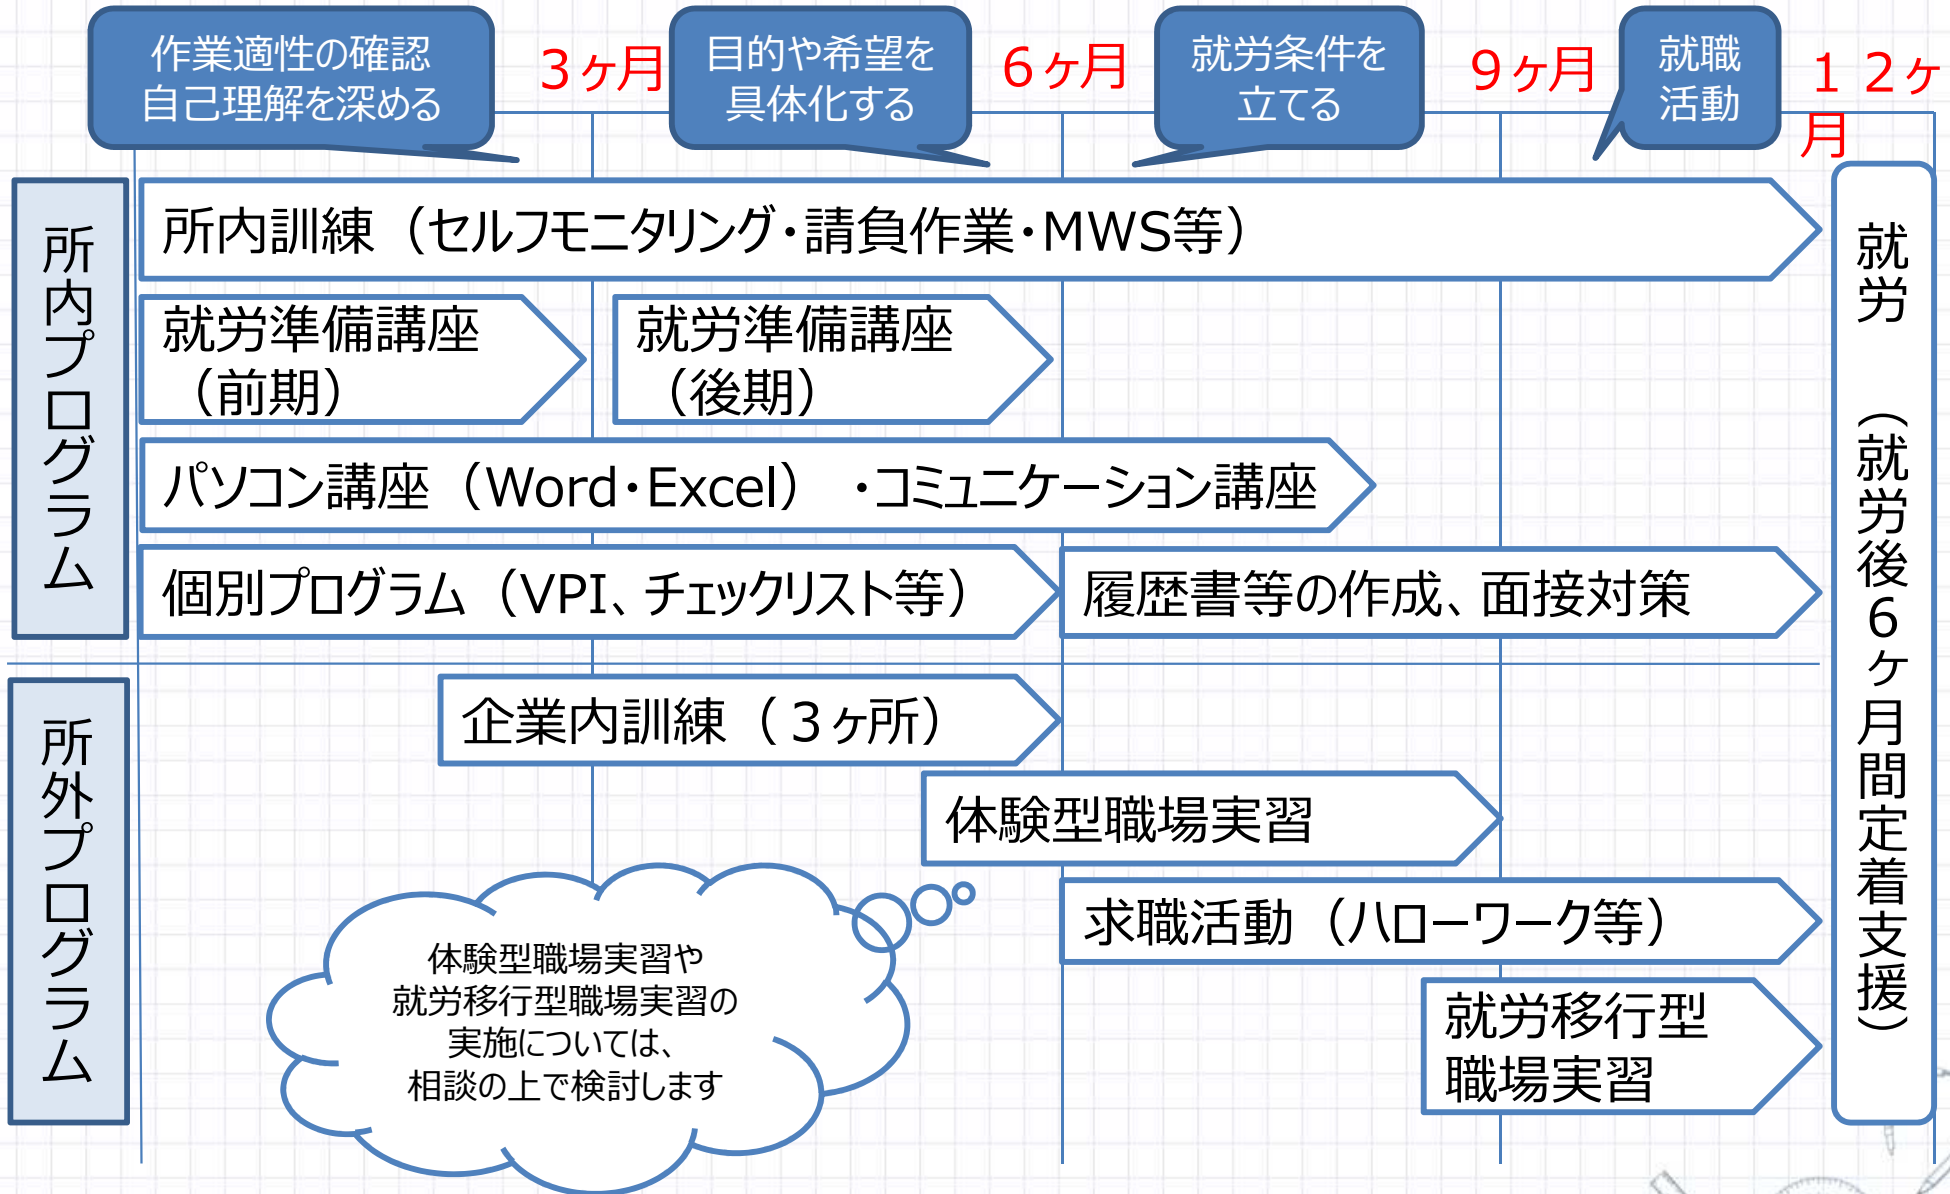 作業適性の確認
自己理解を深める
３ヶ月
目的や希望を
具体化する
６ヶ月
就労条件を
立てる
９ヶ月
就職
活動
１２ヶ
月
所内プログラム
所内訓練（セルフモニタリング・請負作業・MWS等）
就労準備講座
（前期）
就労準備講座
（後期）
パソコン講座（Word・Excel）　・コミュニケーション講座
個別プログラム（VPI、チェックリスト等）
履歴書等の作成、面接対策
所外プログラム
企業内訓練（３ヶ所）
体験型職場実習
求職活動（ハローワーク等）
就労移行型
職場実習
体験型職場実習や
就労移行型職場実習の
実施については、
相談の上で検討します
就労　（就労後６ヶ月間定着支援）